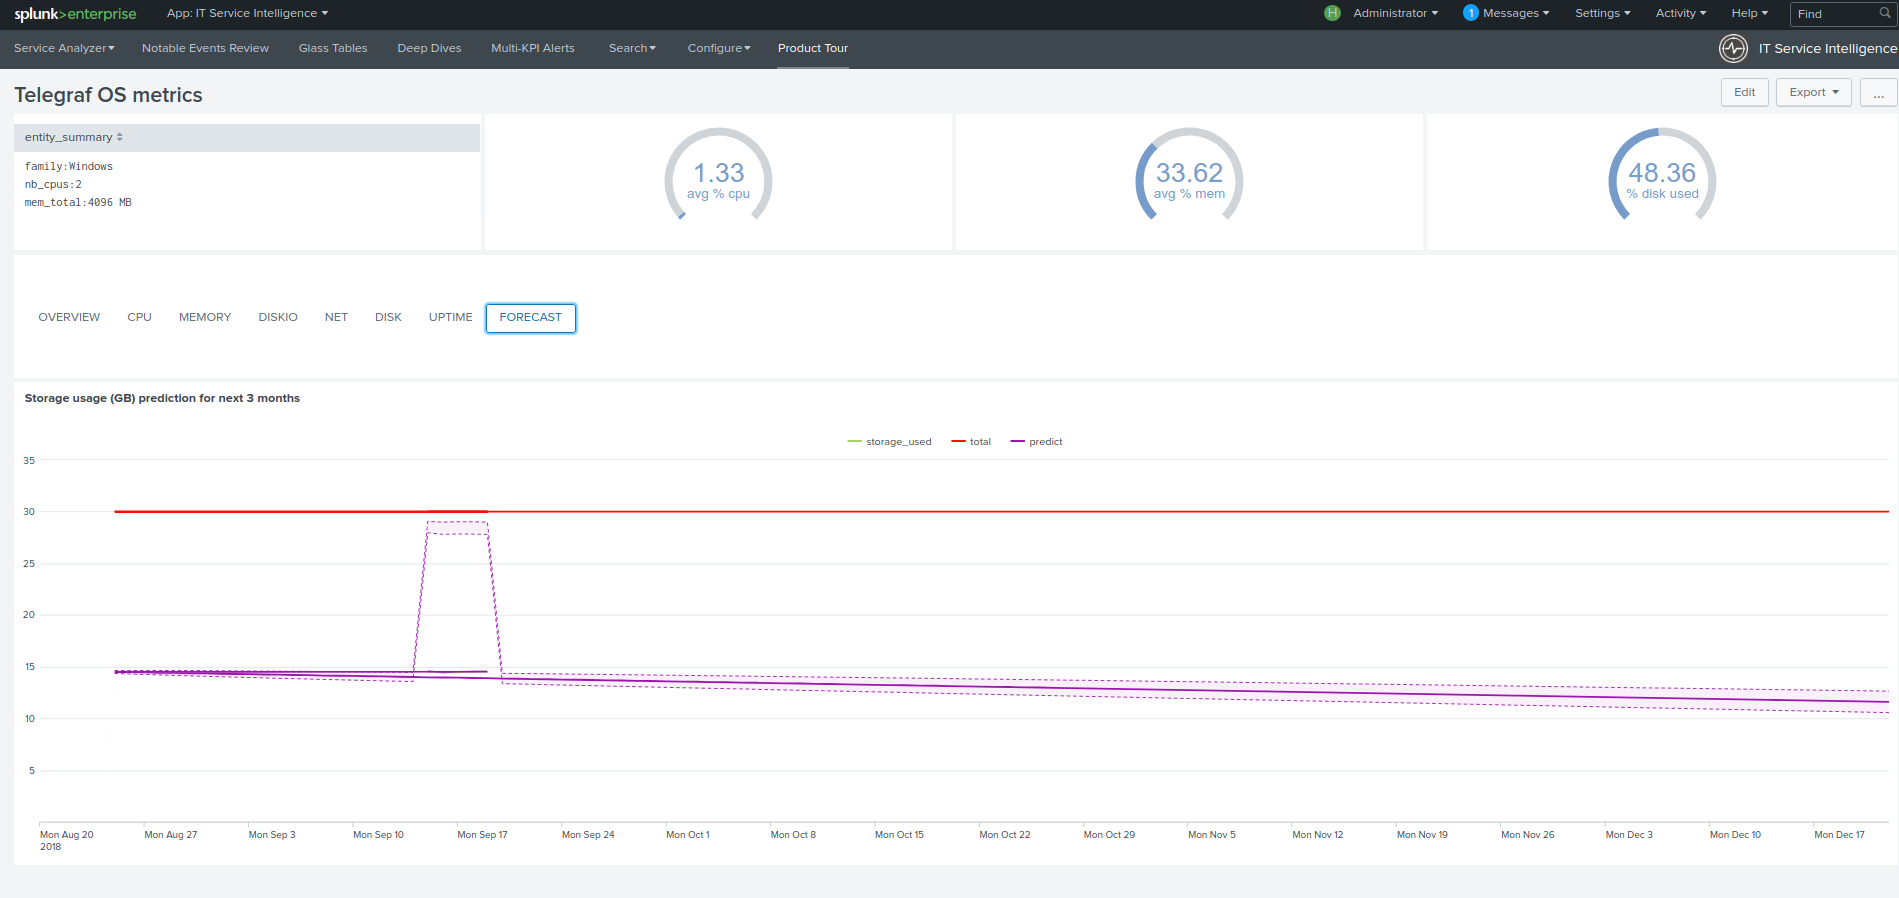 splunk>enterprise App: IT Service Intelligence H Administrator 1 Messages Settings Activity Help Find
Service Analyzer Notable Events Review Glass Tables Deep Dives Multi-KPI Alerts Search Configure Product Tour IT Service Intelligence
Telegraf OS metrics Edit Export ...
entity_summary
family:Windows
nb_cpus:2
mem_total:4096 MB
1.33
avg % cpu
33.62
avg % mem
48.36
% disk used
OVERVIEW CPU MEMORY DISKIO NET DISK UPTIME FORECAST
Storage usage (GB) prediction for next 3 months
storage_used total predict
35
30
25
20
15
10
5
Mon Aug 20 Mon Aug 27 Mon Sep 3 Mon Sep 10 Mon Sep 17 Mon Sep 24 Mon Oct 1 Mon Oct 8 Mon Oct 15 Mon Oct 22 Mon Oct 29 Mon Nov 5 Mon Nov 12 Mon Nov 19 Mon Nov 26 Mon Dec 3 Mon Dec 10 Mon Dec 17
2018